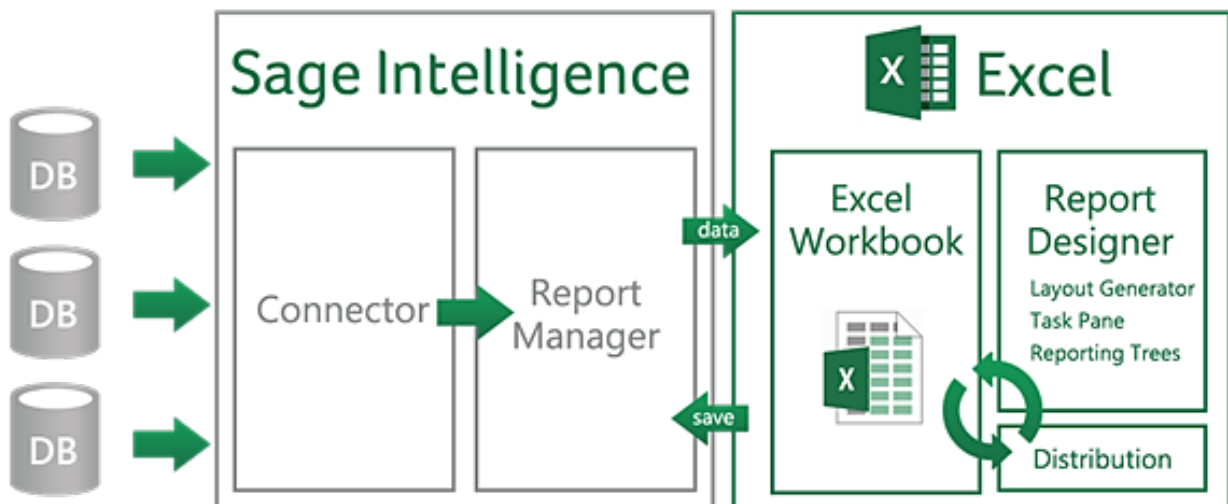 Sage Intelligence
X Excel
DB
DB
DB
Connector
Report
Manager
data
save
Excel
Workbook
X
Report
Designer
Layout Generator
Task Pane
Reporting Trees
Distribution